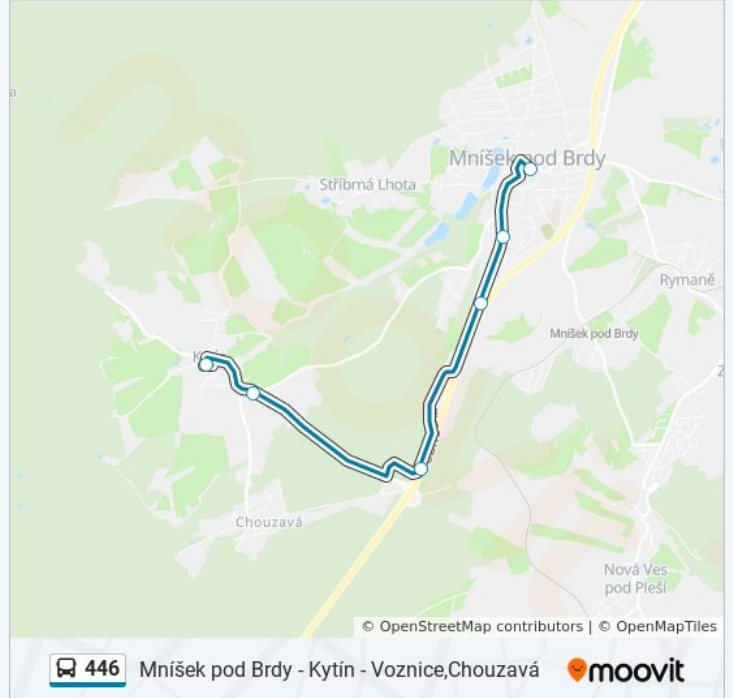 a
Mníšek pod Brdy
Stříbrná Lhota
Rymaně
Mníšek pod Brdy
Z
Chouzavá
Nová Ves
pod Pleší
© OpenStreetMap contributors | © OpenMapTiles
446 Mníšek pod Brdy - Kytín - Voznice,Chouzavá moovit